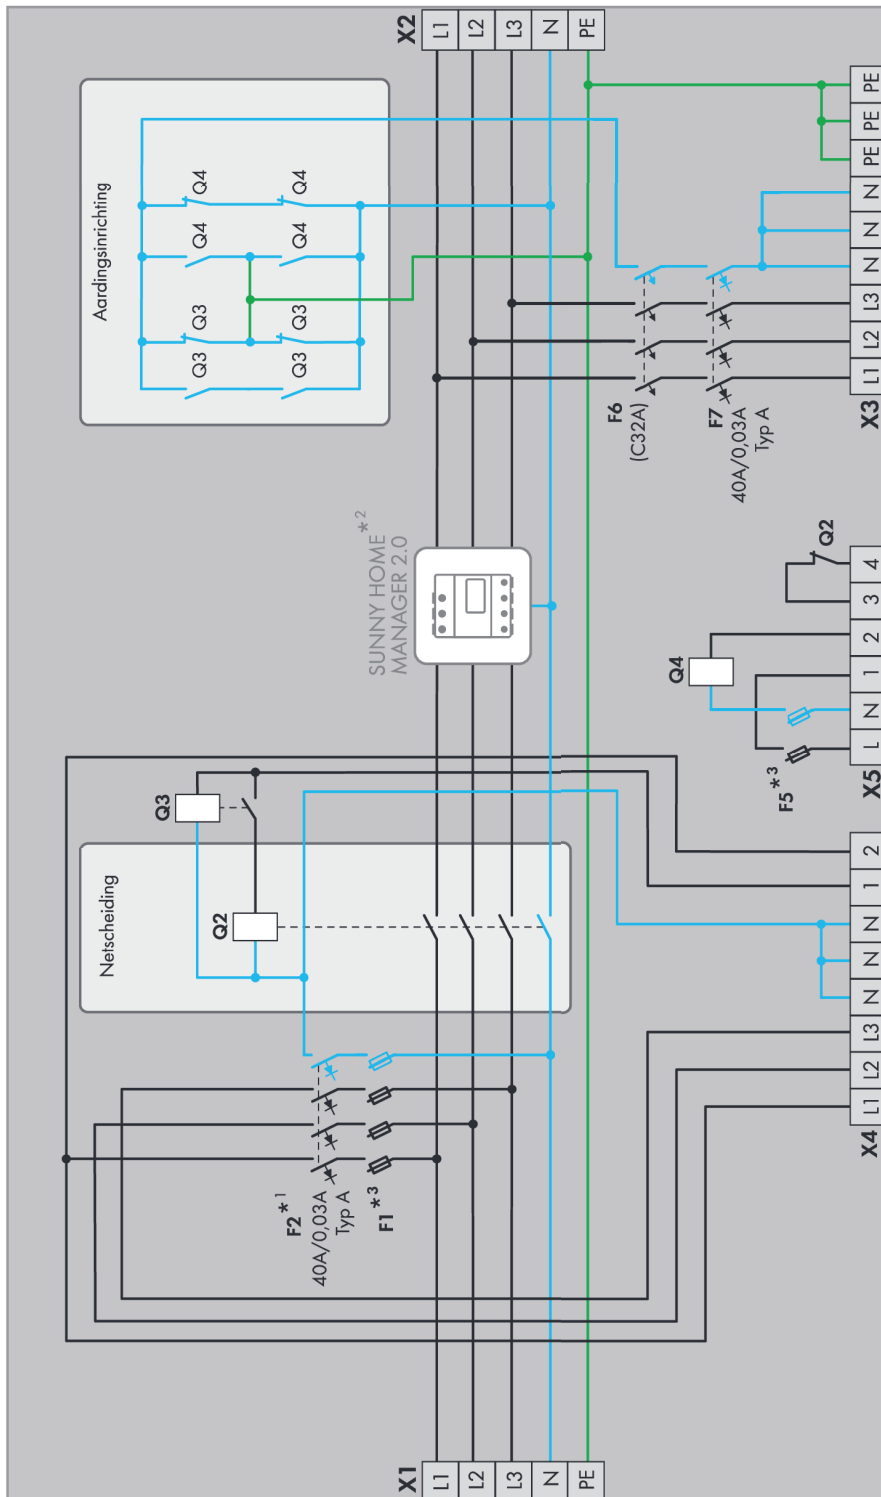 X2
L1
L2
L3
N
PE
Aardingsinrichting
Q4
Q4
Q4
Q4
Q3
Q3
Q3
Q3
PE
PE
PE
N
N
N
L3
L2
L1
X3
F6
(C32A)
F7
40A/0,03A
Typ A
SUNNY HOME
MANAGER 2.0 *²
Q2
4
3
2
1
N
L
X5
Q4
F5 *³
Q3
Netscheiding
Q2
2
1
N
N
N
L3
L2
L1
X4
F2 *¹
40A/0,03A
Typ A
F1 *³
X1
L1
L2
L3
N
PE